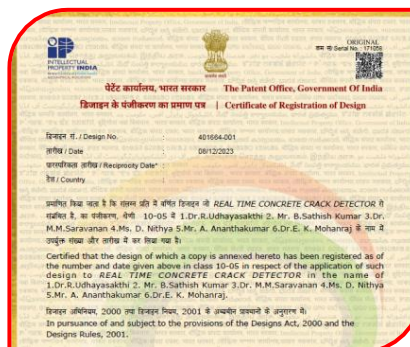 ORIGINAL
क्रम सं/ Serial No. : 171056
INTELLECTUAL
PROPERTY INDIA
पेटेंट कार्यालय, भारत सरकार The Patent Office, Government Of India
डिजाइन के पंजीकरण का प्रमाण पत्र | Certificate of Registration of Design
डिजाइन सं. / Design No. 401664-001
तारीख / Date 08/12/2023
पारस्परिकता तारीख / Reciprocity Date* :
देश / Country :
प्रमाणित किया जाता है कि संलग्न प्रति में वर्णित डिजाइन जो REAL TIME CONCRETE CRACK DETECTOR से
संबंधित है, का पंजीकरण, श्रेणी 10-05 में 1.Dr.R.Udhayasakthi 2. Mr. B.Sathish Kumar 3.Dr.
M.M.Saravanan 4.Ms. D. Nithya 5.Mr. A. Ananthakumar 6.Dr.E. K. Mohanraj के नाम में
उपर्युक्त संख्या और तारीख में कर लिया गया है।
Certified that the design of which a copy is annexed hereto has been registered as of
the number and date given above in class 10-05 in respect of the application of such
design to REAL TIME CONCRETE CRACK DETECTOR in the name of
1.Dr.R.Udhayasakthi 2. Mr. B.Sathish Kumar 3.Dr. M.M.Saravanan 4.Ms. D. Nithya
5.Mr. A. Ananthakumar 6.Dr.E. K. Mohanraj.
डिजाइन अधिनियम, 2000 तथा डिजाइन नियम, 2001 के अध्यधीन प्रावधानों के अनुसरण में।
In pursuance of and subject to the provisions of the Designs Act, 2000 and the
Designs Rules, 2001.